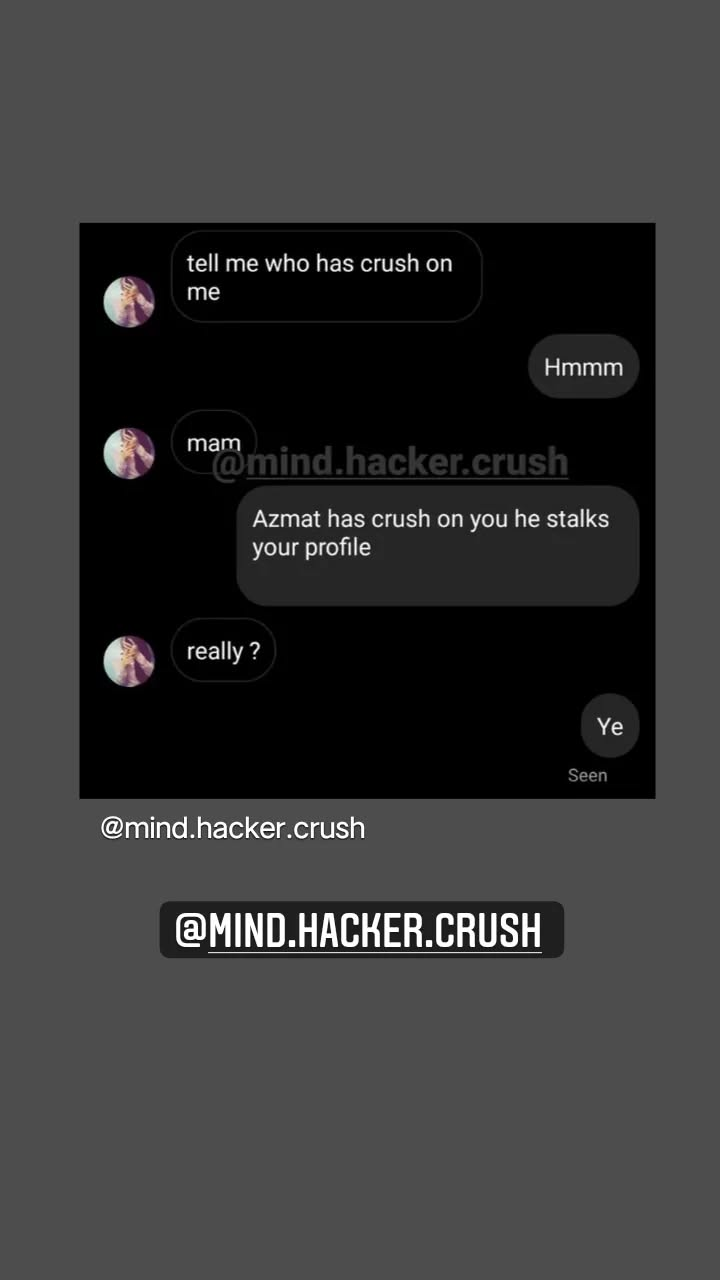 tell me who has crush on
me
Hmmm
mam
@mind.hacker.crush
Azmat has crush on you he stalks
your profile
really ?
Ye
Seen
@mind.hacker.crush
@MIND.HACKER.CRUSH